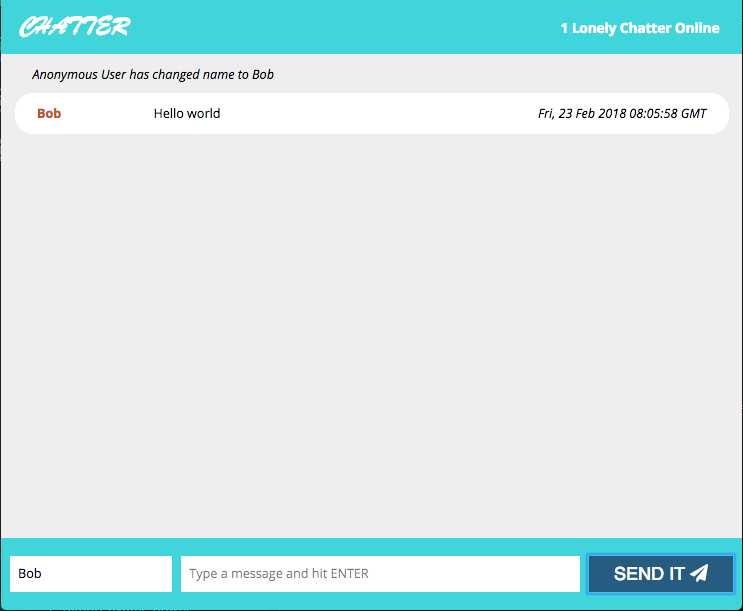 CHATTER
1 Lonely Chatter Online
Anonymous User has changed name to Bob
Bob Hello world Fri, 23 Feb 2018 08:05:58 GMT
Bob Type a message and hit ENTER SEND IT